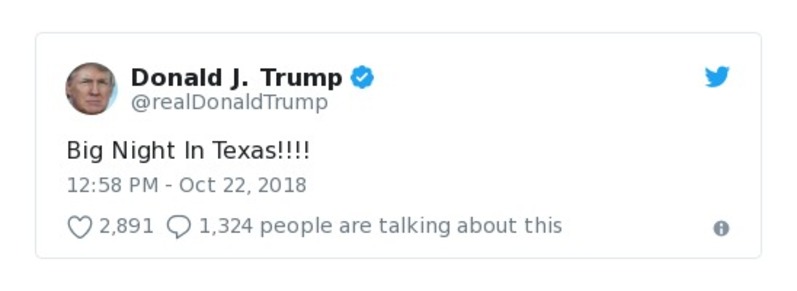 Donald J. Trump
@realDonaldTrump
Big Night In Texas!!!!
12:58 PM - Oct 22, 2018
2,891 1,324 people are talking about this